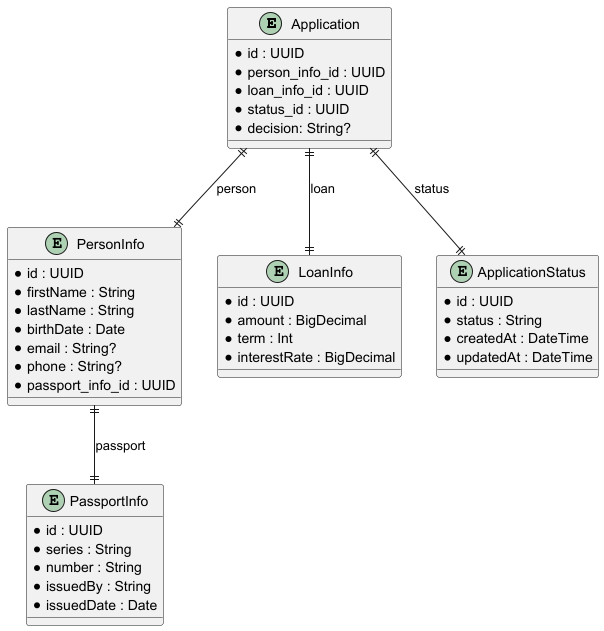 E Application
* id : UUID
* person_info_id : UUID
* loan_info_id : UUID
* status_id : UUID
* decision: String?
person
loan
status
E PersonInfo
* id : UUID
* firstName : String
* lastName : String
* birthDate : Date
* email : String?
* phone : String?
* passport_info_id : UUID
E LoanInfo
* id : UUID
* amount : BigDecimal
* term : Int
* interestRate : BigDecimal
E ApplicationStatus
* id : UUID
* status : String
* createdAt : DateTime
* updatedAt : DateTime
passport
E PassportInfo
* id : UUID
* series : String
* number : String
* issuedBy : String
* issuedDate : Date